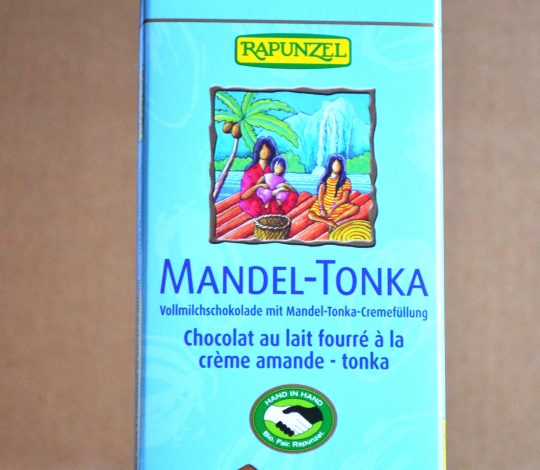 RAPUNZEL
MANDEL-TONKA
Vollmilchschokolade mit Mandel-Tonka-Cremefüllung
Chocolat au lait fourré à la
crème amande - tonka
HAND IN HAND
Bio. Fair. Rapunzel.